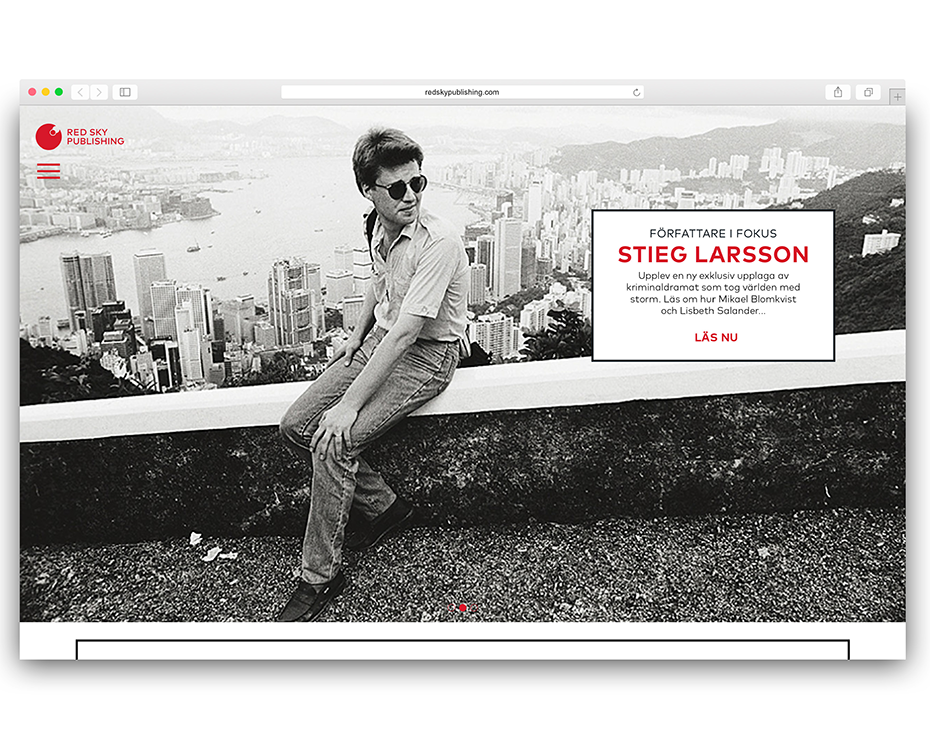 redskypublishing.com
RED SKY
PUBLISHING
FÖRFATTARE I FOKUS
STIEG LARSSON
Upplev en ny exklusiv upplaga av
kriminaldramat som tog världen med
storm. Läs om hur Mikael Blomkvist
och Lisbeth Salander...
LÄS NU